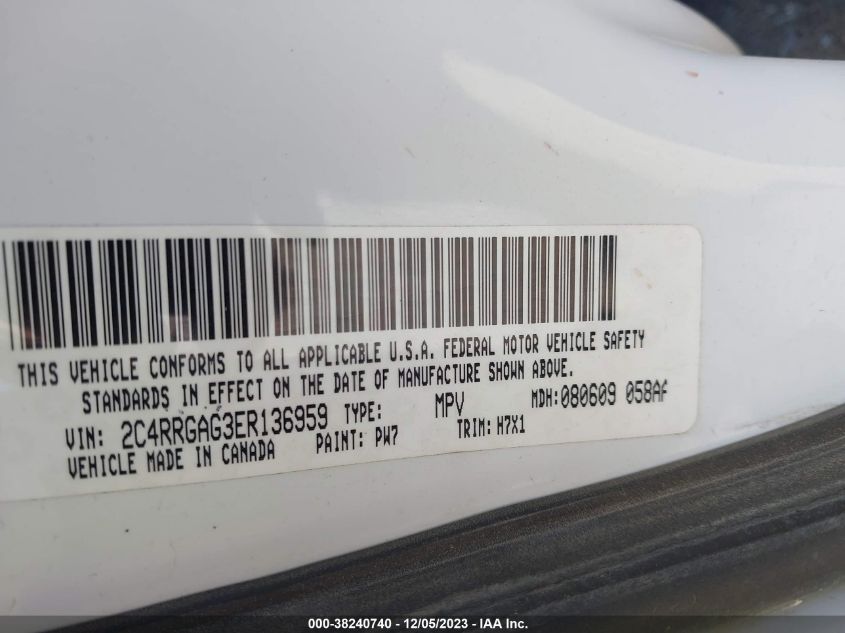 THIS VEHICLE CONFORMS TO ALL APPLICABLE U.S.A. FEDERAL MOTOR VEHICLE SAFETY
STANDARDS IN EFFECT ON THE DATE OF MANUFACTURE SHOWN ABOVE.
VIN: 2C4RRGAG3ER136959 TYPE: MPV MDH: 080609 058AA
VEHICLE MADE IN CANADA PAINT: PW7 TRIM: H7X1
000-38240740 - 12/05/2023 - IAA Inc.